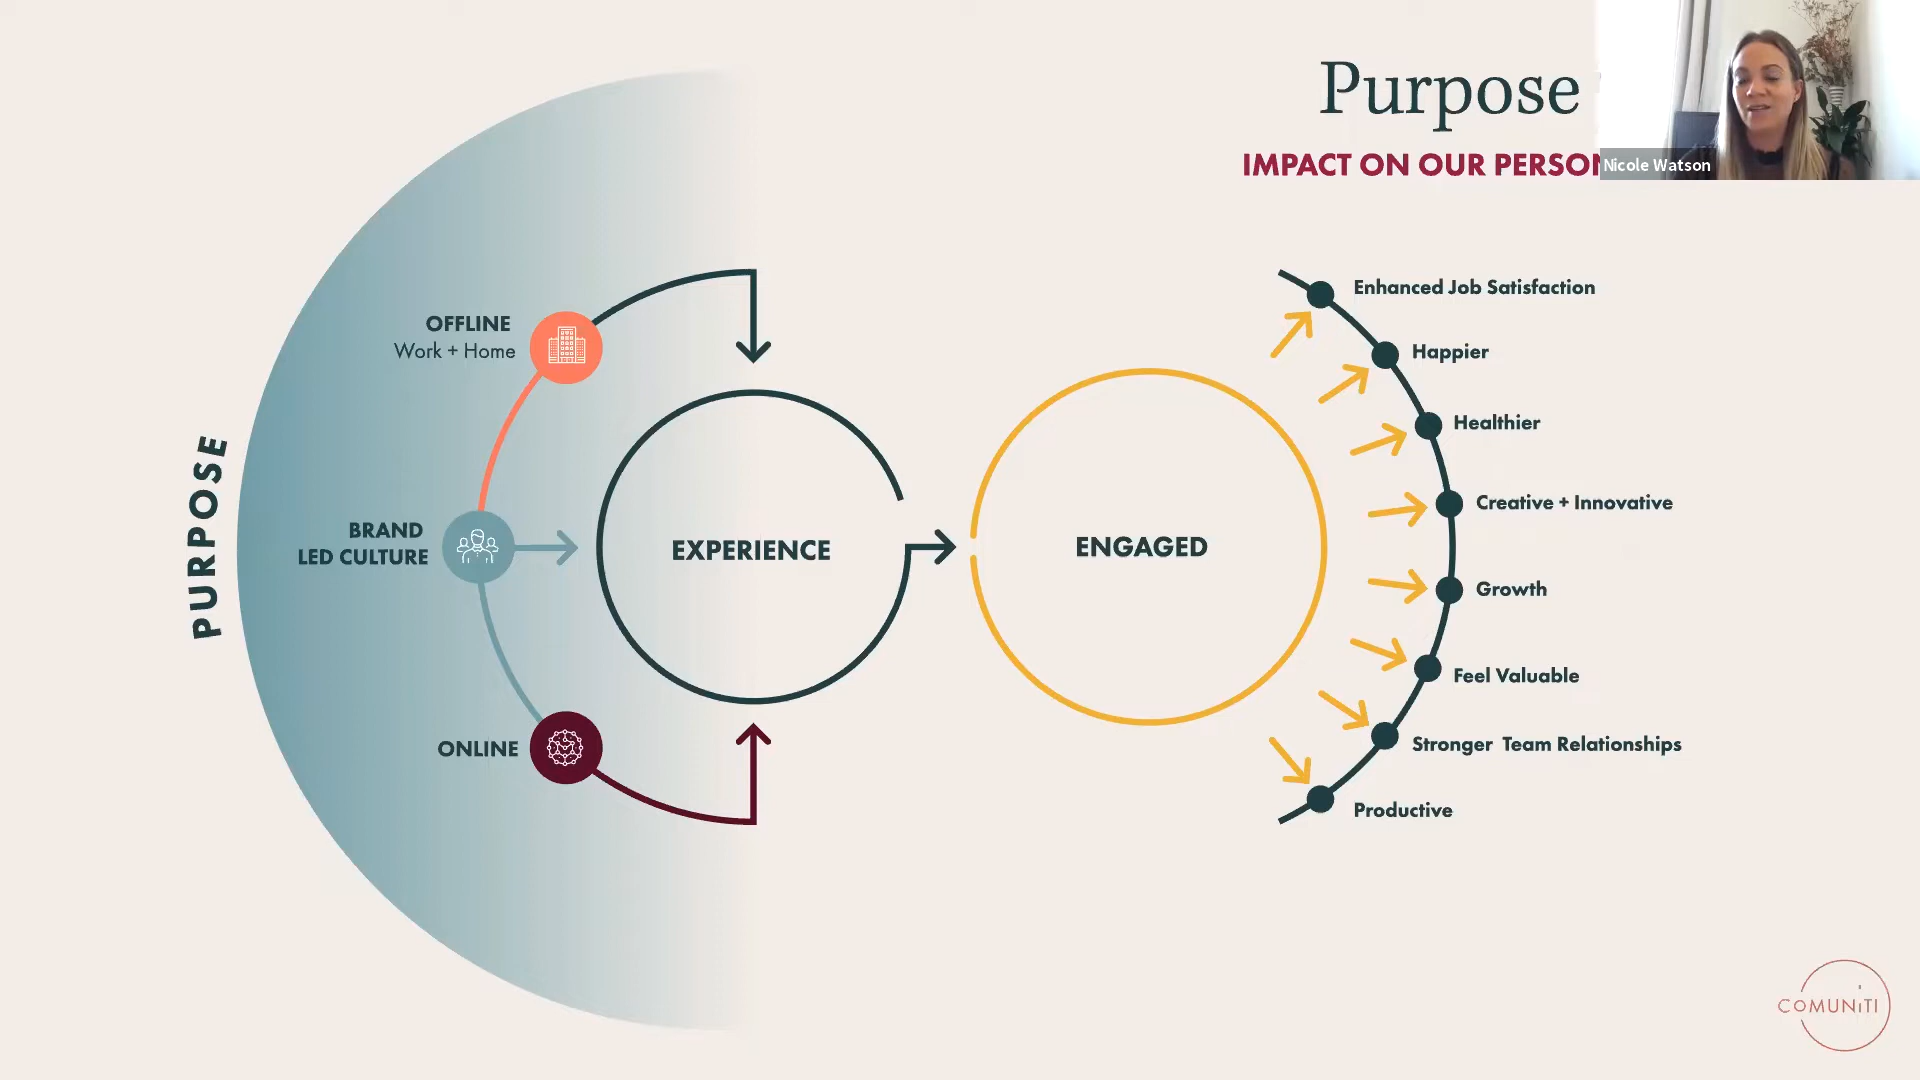 Purpose
IMPACT ON OUR PERSON
Nicole Watson
PURPOSE
OFFLINE
Work + Home
BRAND
LED CULTURE
ONLINE
EXPERIENCE
ENGAGED
Enhanced Job Satisfaction
Happier
Healthier
Creative + Innovative
Growth
Feel Valuable
Stronger Team Relationships
Productive
COMUNiTI